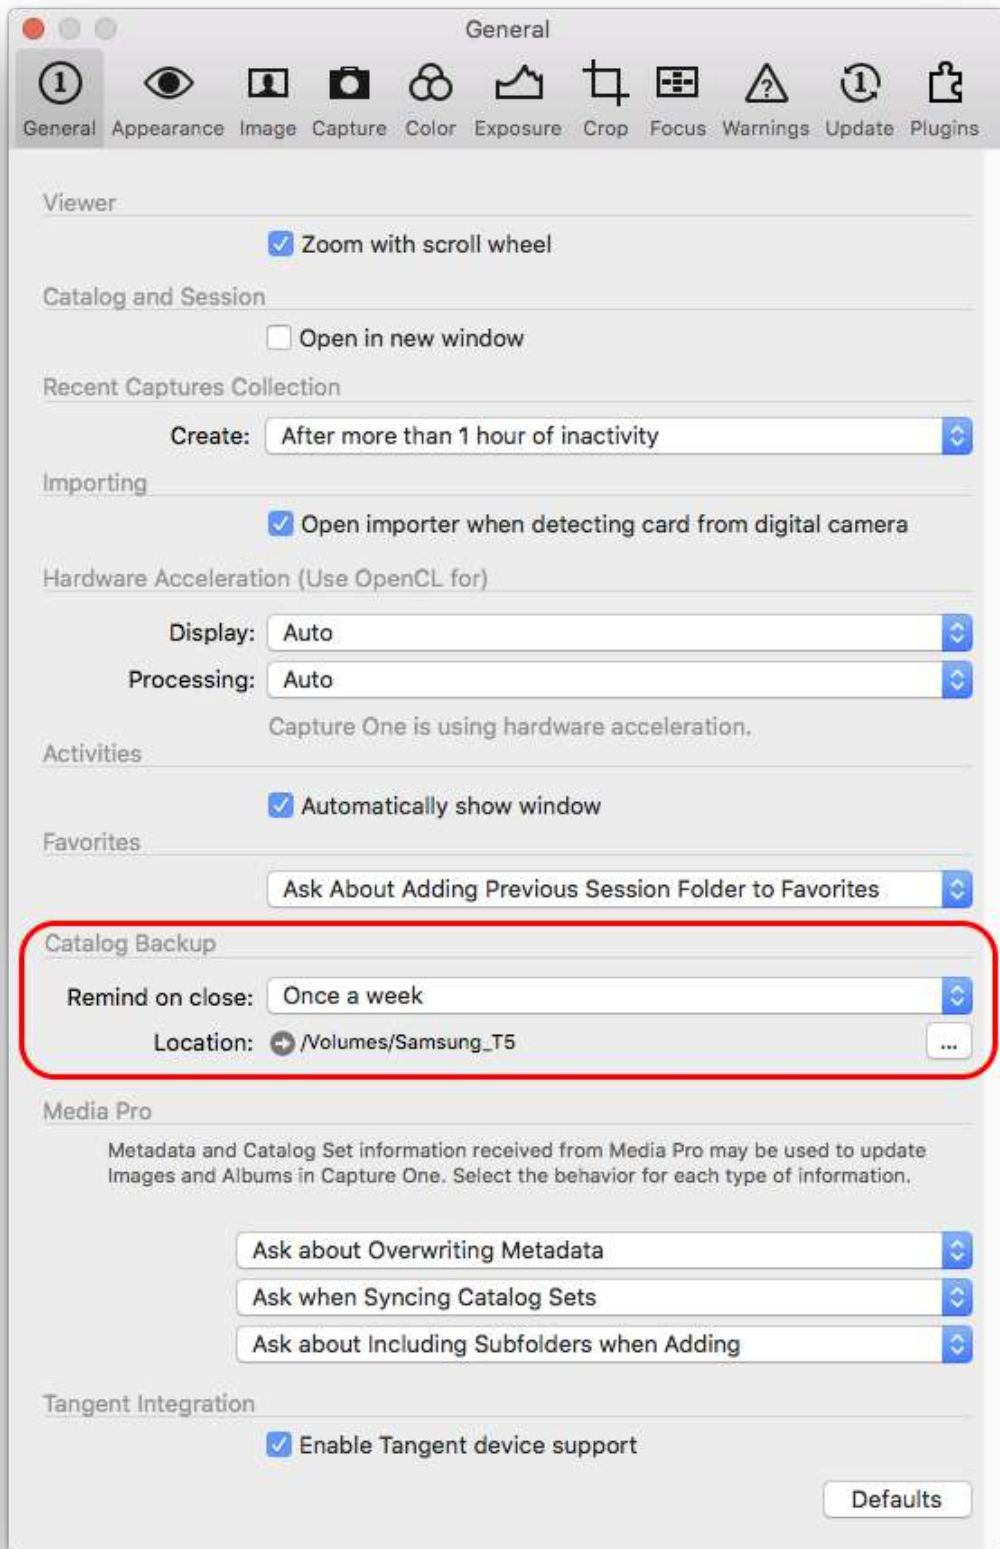 General
General Appearance Image Capture Color Exposure Crop Focus Warnings Update Plugins
Viewer
Zoom with scroll wheel
Catalog and Session
Open in new window
Recent Captures Collection
Create: After more than 1 hour of inactivity
Importing
Open importer when detecting card from digital camera
Hardware Acceleration (Use OpenCL for)
Display: Auto
Processing: Auto
Capture One is using hardware acceleration.
Activities
Automatically show window
Favorites
Ask About Adding Previous Session Folder to Favorites
Catalog Backup
Remind on close: Once a week
Location: /Volumes/Samsung_T5 ...
Media Pro
Metadata and Catalog Set information received from Media Pro may be used to update
Images and Albums in Capture One. Select the behavior for each type of information.
Ask about Overwriting Metadata
Ask when Syncing Catalog Sets
Ask about Including Subfolders when Adding
Tangent Integration
Enable Tangent device support
Defaults